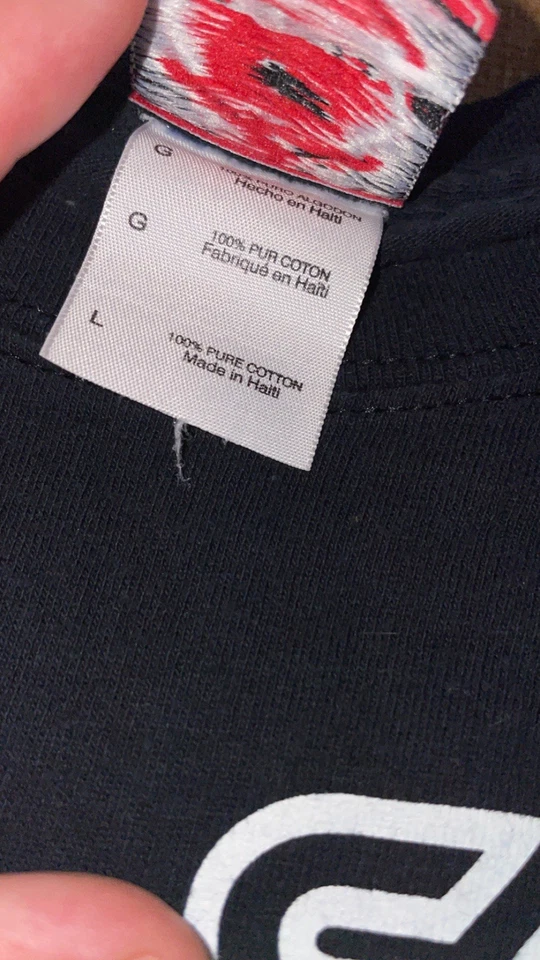 G
100% PURO ALGODON
Hecho en Haiti
G
100% PUR COTON
Fabriqué en Haïti
L
100% PURE COTTON
Made in Haiti